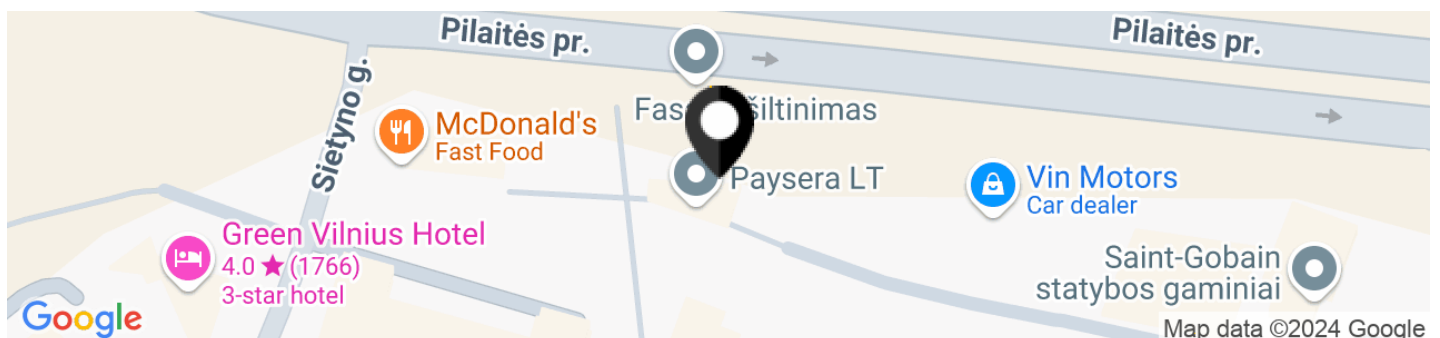 Pilaitės pr.
Pilaitės pr.
Sietyno g.
McDonald's
Fast Food
šiltinimas
Paysera LT
Vin Motors
Car dealer
Green Vilnius Hotel
4.0 ★ (1766)
3-star hotel
Saint-Gobain
statybos gaminiai
Google
Map data ©2024 Google